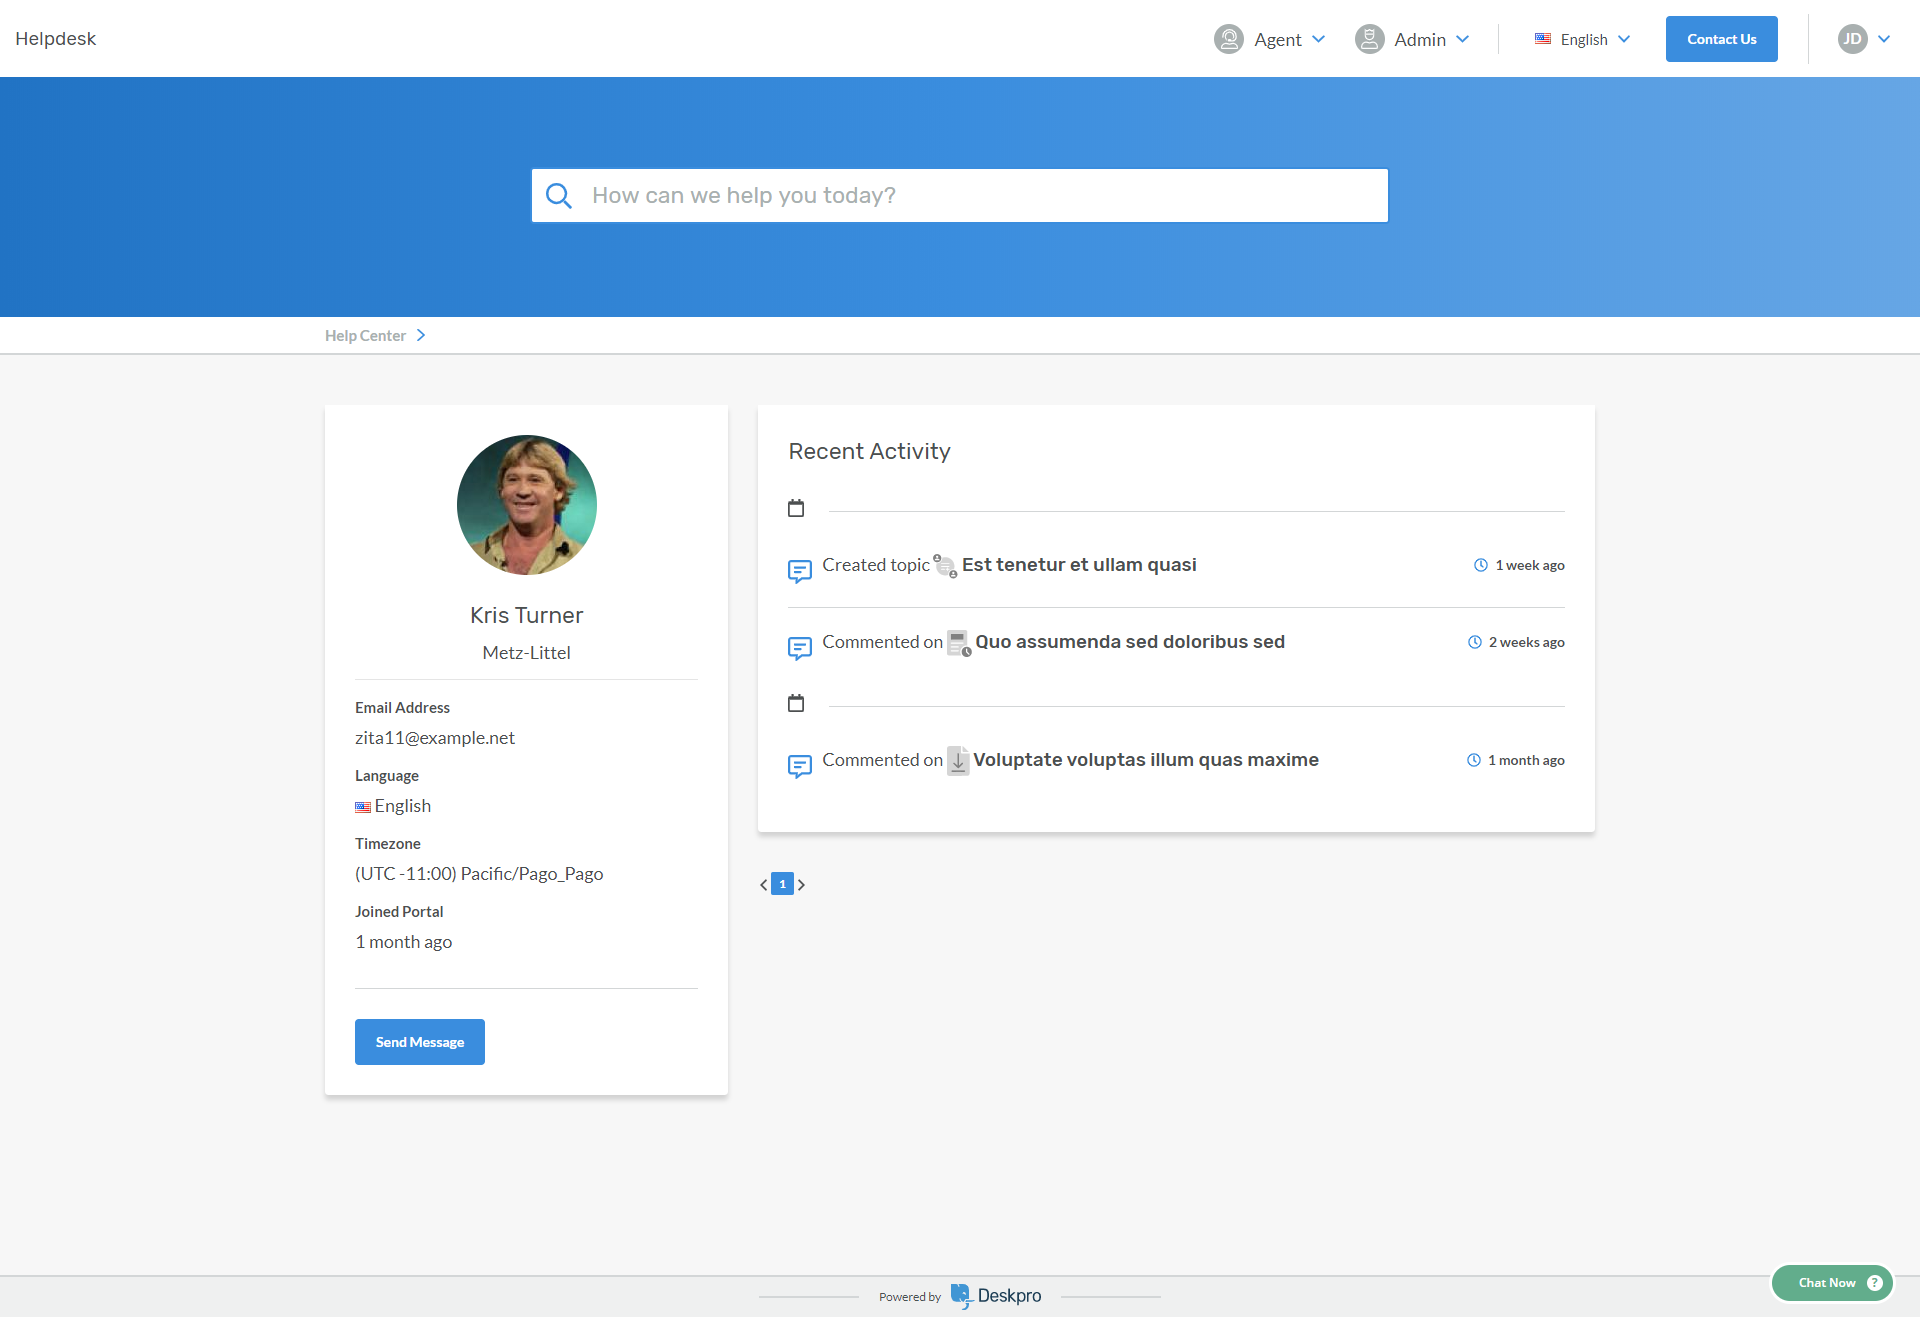 Helpdesk
Agent
Admin
English
Contact Us
JD
How can we help you today?
Help Center
Kris Turner
Metz-Littel
Email Address
zita11@example.net
Language
English
Timezone
(UTC -11:00) Pacific/Pago_Pago
Joined Portal
1 month ago
Send Message
Recent Activity
Created topic Est tenetur et ullam quasi
1 week ago
Commented on Quo assumenda sed doloribus sed
2 weeks ago
Commented on Voluptate voluptas illum quas maxime
1 month ago
1
Powered by Deskpro
Chat Now ?